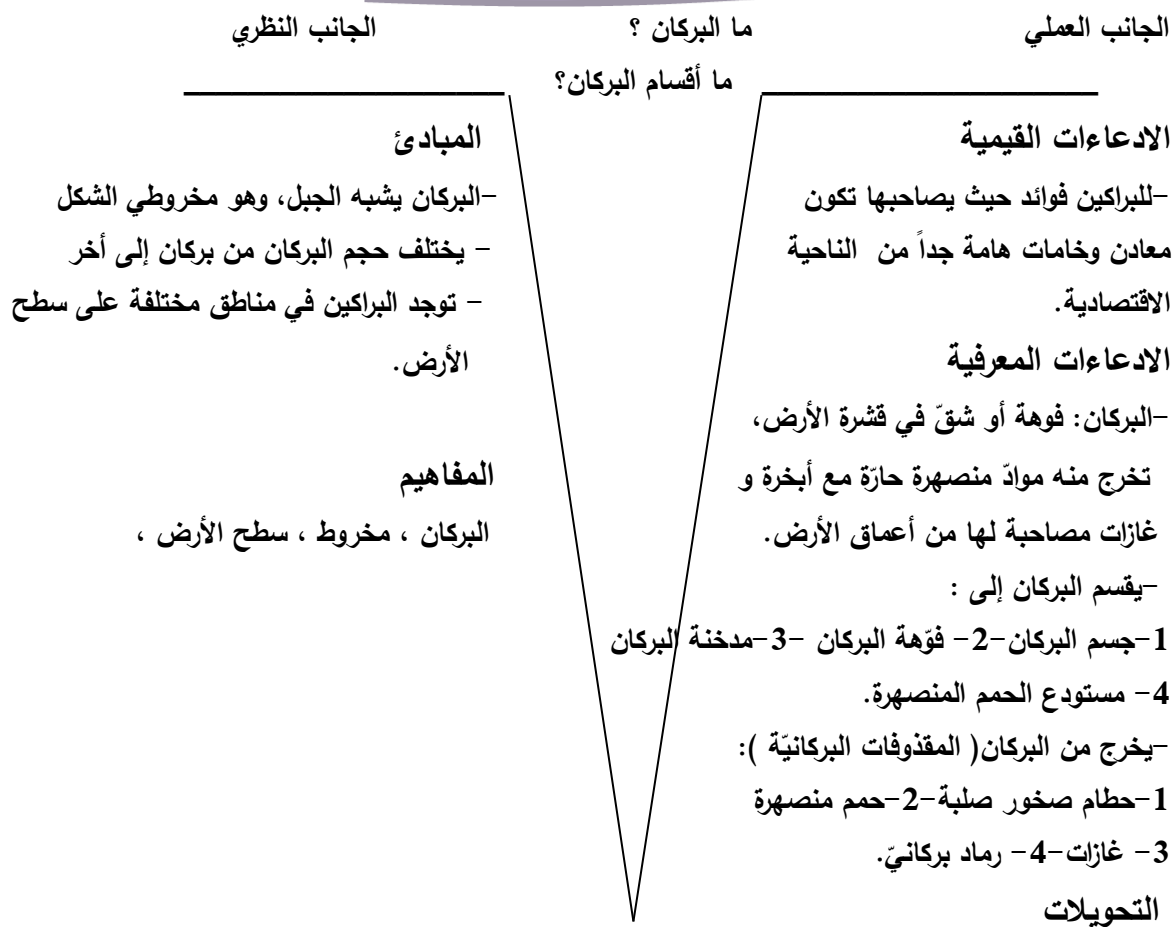 الجانب العملي ما البركان ؟ الجانب النظري
ما أقسام البركان؟
الادعاءات القيمية
-للبراكين فوائد حيث يصاحبها تكون
معادن وخامات هامة جداً من الناحية
الاقتصادية.
الادعاءات المعرفية
-البركان: فوهة أو شقّ في قشرة الأرض،
تخرج منه موادّ منصهرة حارّة مع أبخرة و
غازات مصاحبة لها من أعماق الأرض.
-يقسم البركان إلى :
1-جسم البركان-2- فوّهة البركان -3-مدخنة البركان
4- مستودع الحمم المنصهرة.
-يخرج من البركان( المقذوفات البركانيّة ):
1-حطام صخور صلبة-2-حمم منصهرة
3- غازات-4- رماد بركانيّ.
التحويلات
المبادئ
-البركان يشبه الجبل، وهو مخروطي الشكل
- يختلف حجم البركان من بركان إلى أخر
- توجد البراكين في مناطق مختلفة على سطح
الأرض.
المفاهيم
البركان ، مخروط ، سطح الأرض ،